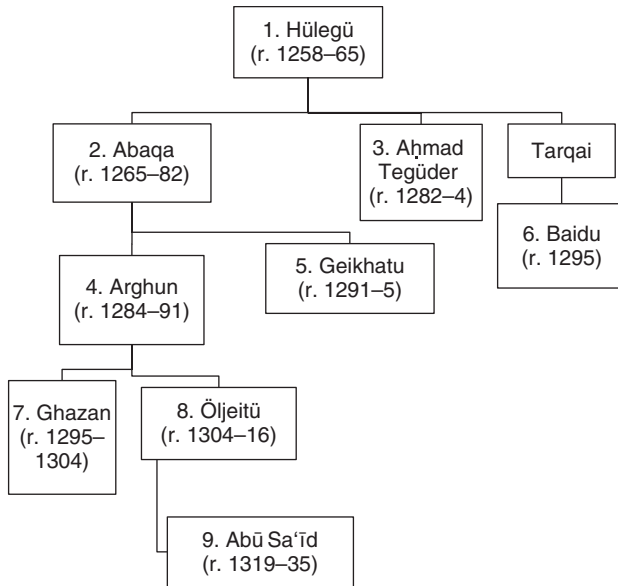 1. Hülegü
(r. 1258–65)
2. Abaqa
(r. 1265–82)
3. Aḥmad
Tegüder
(r. 1282–4)
Tarqai
6. Baidu
(r. 1295)
4. Arghun
(r. 1284–91)
5. Geikhatu
(r. 1291–5)
7. Ghazan
(r. 1295–
1304)
8. Öljeitü
(r. 1304–16)
9. Abū Sa‘īd
(r. 1319–35)